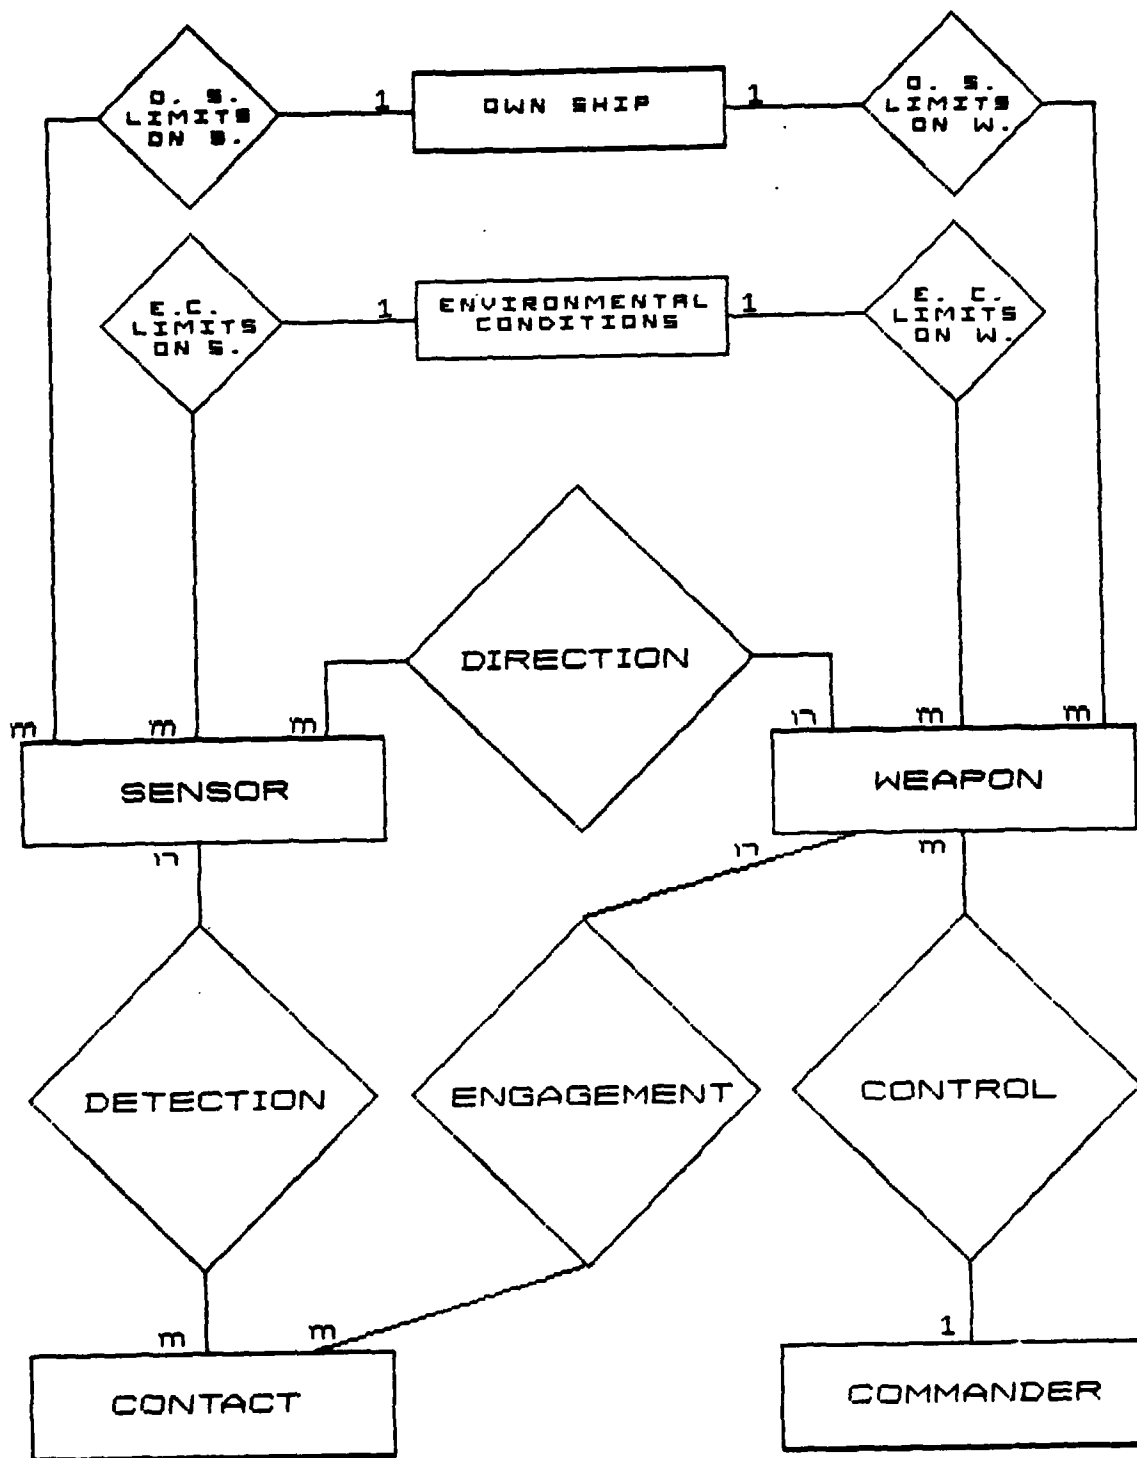 O. S.
LIMITS
ON S.
1
OWN SHIP
1
O. S.
LIMITS
ON W.
E.C.
LIMITS
ON S.
1
ENVIRONMENTAL
CONDITIONS
1
E. C.
LIMITS
ON W.
DIRECTION
m
m
m
n
m
m
SENSOR
WEAPON
n
n
m
DETECTION
ENGAGEMENT
CONTROL
m
m
1
CONTACT
COMMANDER